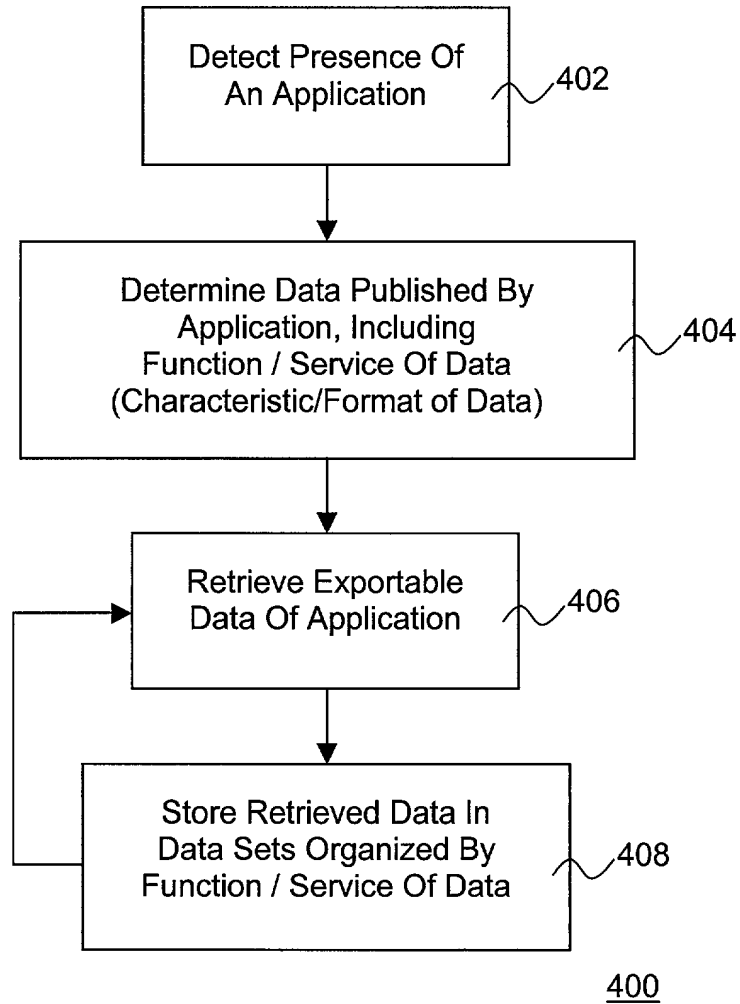 Detect Presence Of
An Application
402
Determine Data Published By
Application, Including
Function / Service Of Data
(Characteristic/Format of Data)
404
Retrieve Exportable
Data Of Application
406
Store Retrieved Data In
Data Sets Organized By
Function / Service Of Data
408
400